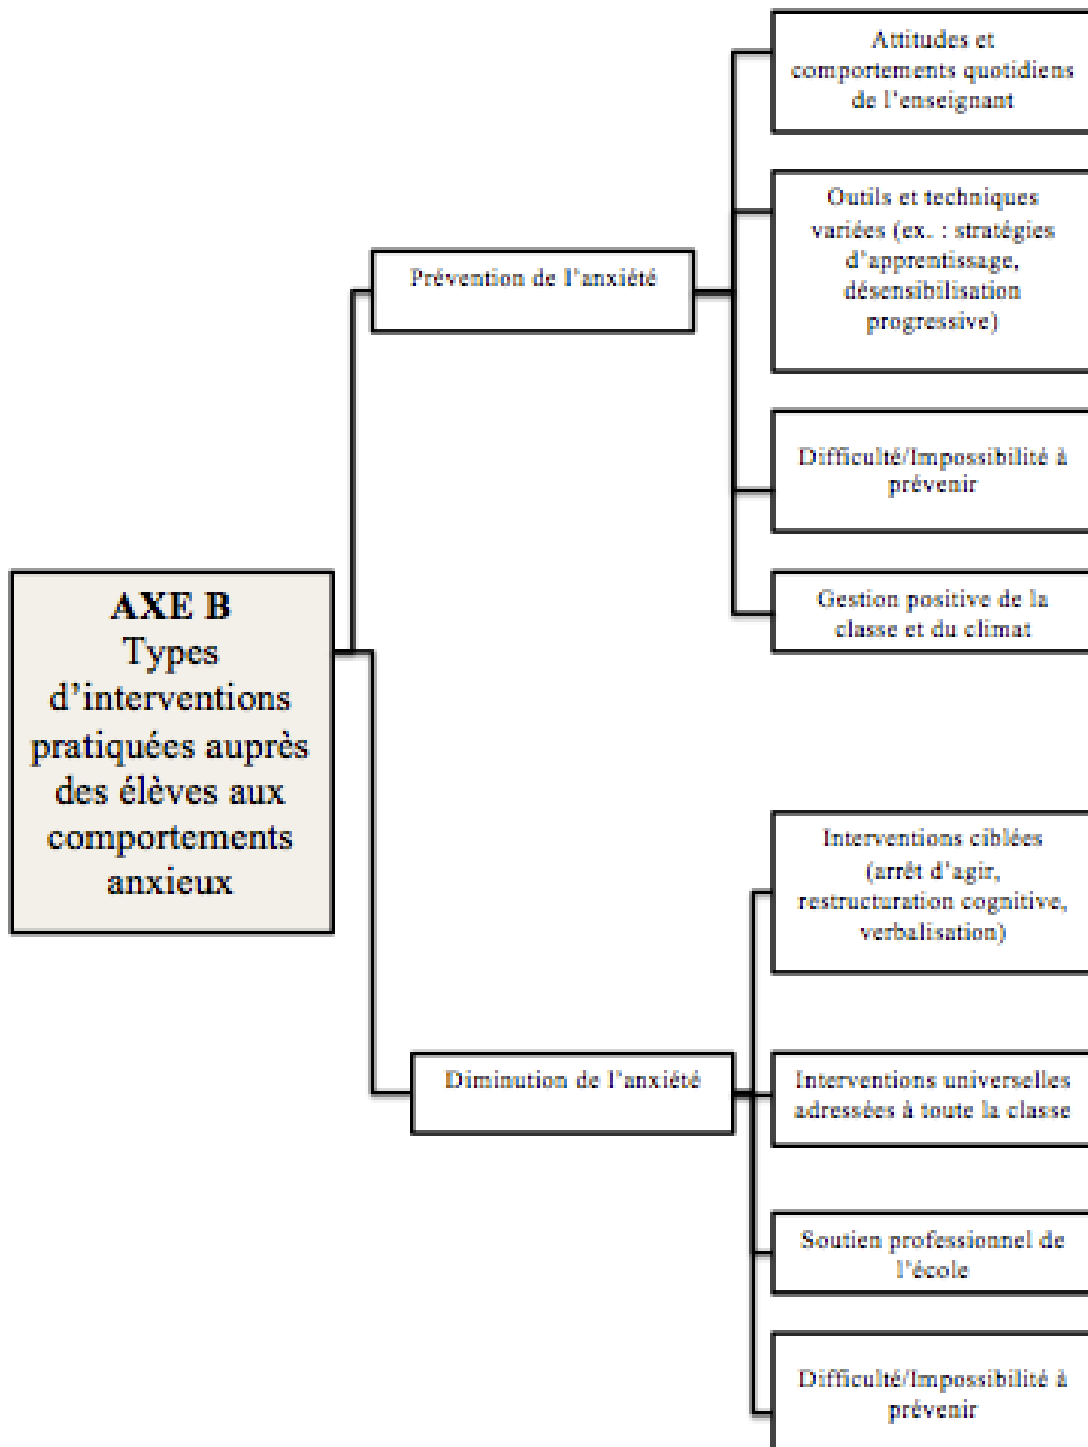 Attitudes et
comportements quotidiens
de l'enseignant
Outils et techniques
variées (ex. : stratégies
d'apprentissage,
désensibilisation
progressive)
Prévention de l'anxiété
Difficulté/Impossibilité à
prévenir
Gestion positive de la
classe et du climat
AXE B
Types
d'interventions
pratiquées auprès
des élèves aux
comportements
anxieux
Interventions ciblées
(arrêt d'agir,
restructuration cognitive,
verbalisation)
Diminution de l'anxiété
Interventions universelles
adressées à toute la classe
Soutien professionnel de
l'école
Difficulté/Impossibilité à
prévenir